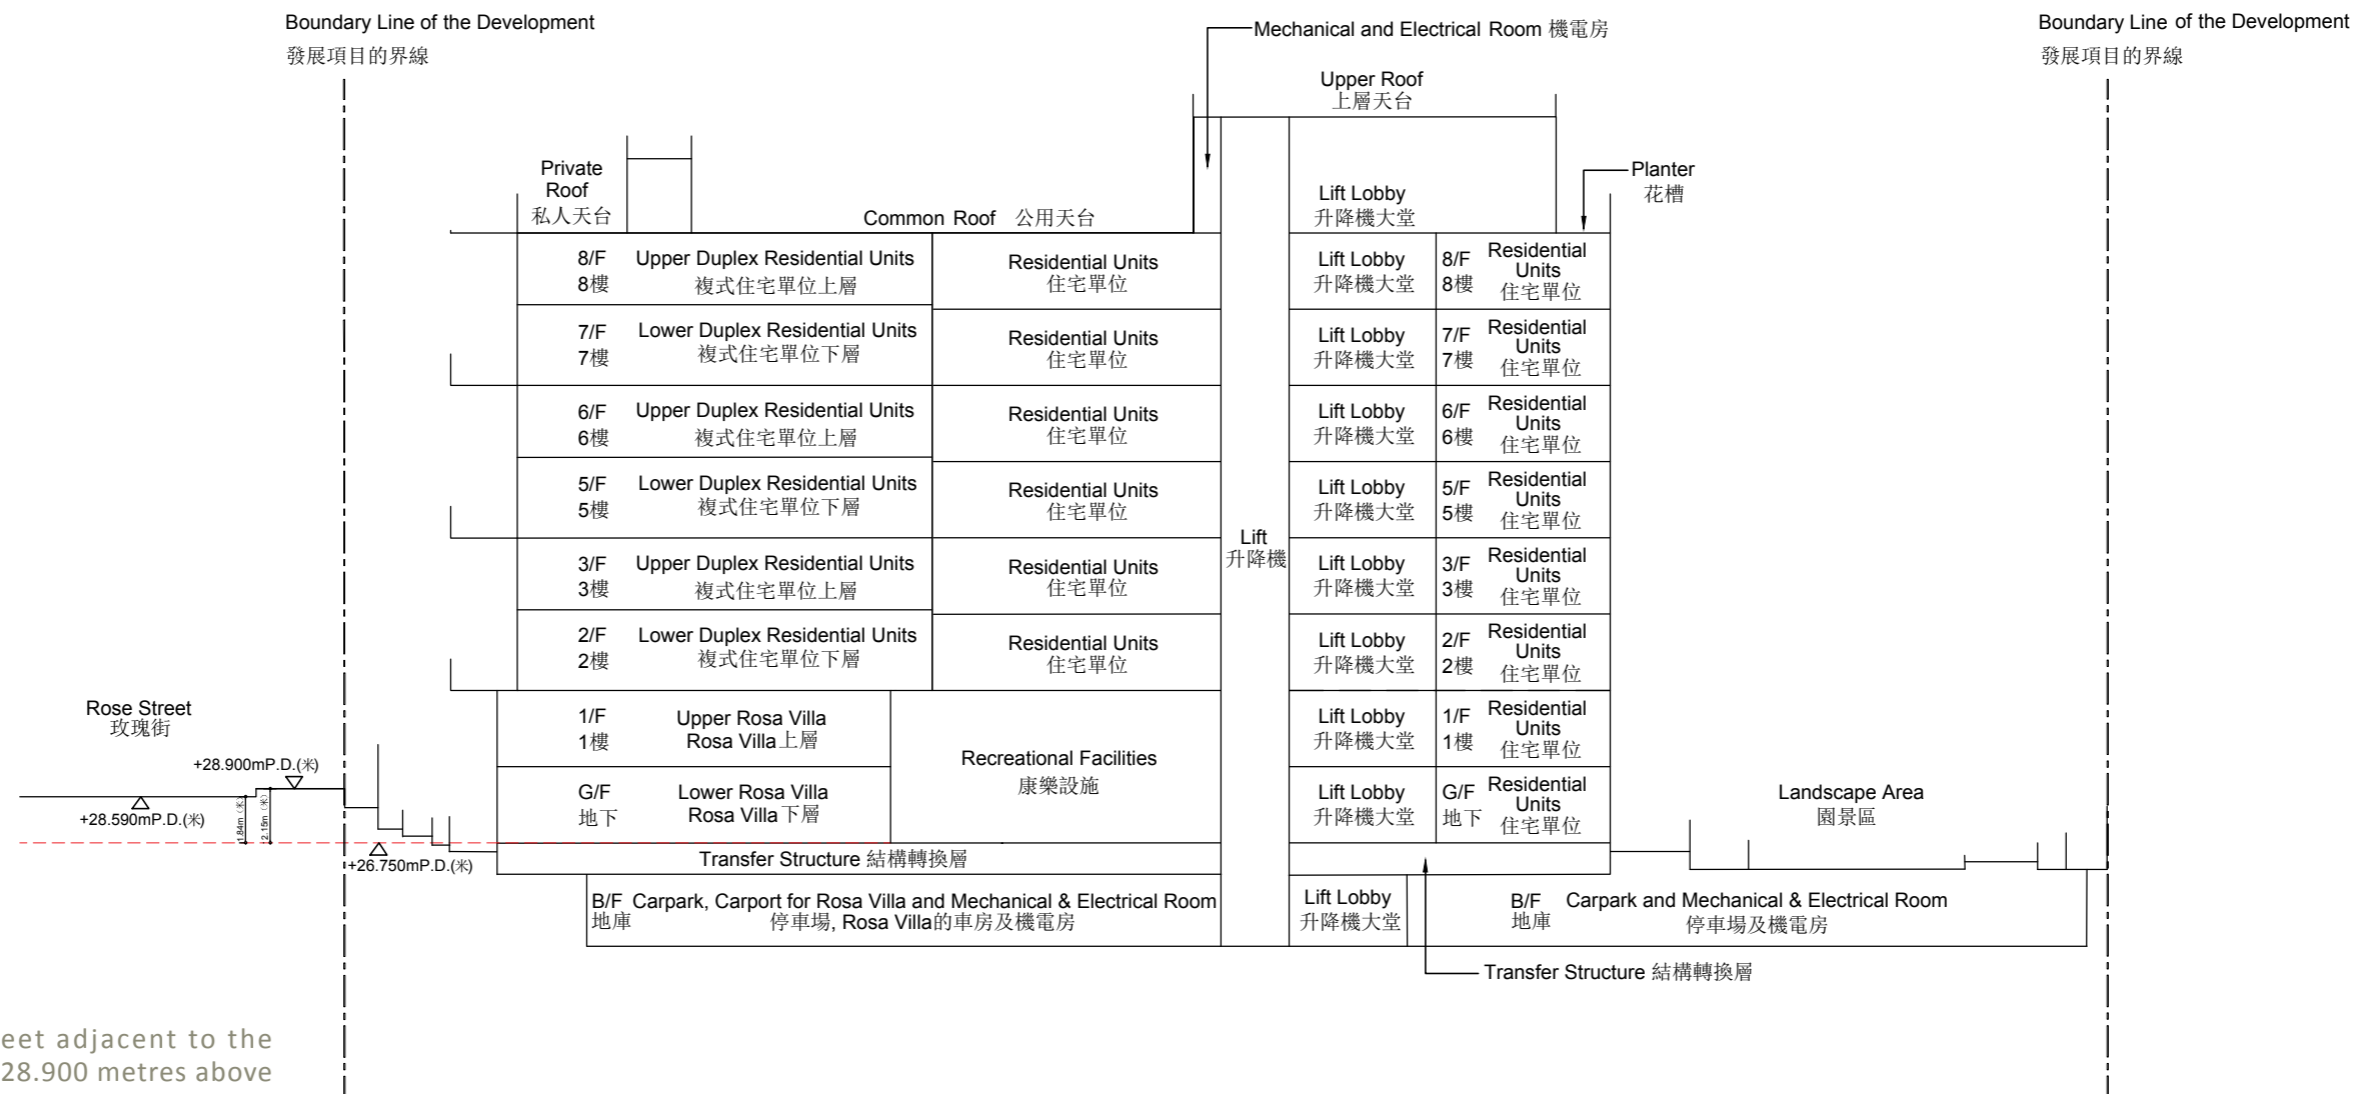 Boundary Line of the Development
發展項目的界線
Mechanical and Electrical Room 機電房
Boundary Line of the Development
發展項目的界線
Upper Roof
上層天台
Private
Roof
私人天台
Common Roof 公用天台
Lift Lobby
升降機大堂
Planter
花槽
8/F Upper Duplex Residential Units
8樓 複式住宅單位上層
Residential Units
住宅單位
Lift Lobby
升降機大堂
8/F
8樓
Residential
Units
住宅單位
7/F Lower Duplex Residential Units
7樓 複式住宅單位下層
Residential Units
住宅單位
Lift Lobby
升降機大堂
7/F
7樓
Residential
Units
住宅單位
6/F Upper Duplex Residential Units
6樓 複式住宅單位上層
Residential Units
住宅單位
Lift Lobby
升降機大堂
6/F
6樓
Residential
Units
住宅單位
5/F Lower Duplex Residential Units
5樓 複式住宅單位下層
Residential Units
住宅單位
Lift Lobby
升降機大堂
5/F
5樓
Residential
Units
住宅單位
Lift
升降機
3/F Upper Duplex Residential Units
3樓 複式住宅單位上層
Residential Units
住宅單位
Lift Lobby
升降機大堂
3/F
3樓
Residential
Units
住宅單位
2/F Lower Duplex Residential Units
2樓 複式住宅單位下層
Residential Units
住宅單位
Lift Lobby
升降機大堂
2/F
2樓
Residential
Units
住宅單位
Rose Street
玫瑰街
1/F Upper Rosa Villa
1樓 Rosa Villa上層
Recreational Facilities
康樂設施
Lift Lobby
升降機大堂
1/F
1樓
Residential
Units
住宅單位
+28.900mP.D.(米)
+28.590mP.D.(米)
1.84m (米)
2.15m (米)
+26.750mP.D.(米)
G/F Lower Rosa Villa
地下 Rosa Villa下層
Lift Lobby
升降機大堂
G/F
地下
Residential
Units
住宅單位
Landscape Area
園景區
Transfer Structure 結構轉換層
B/F Carpark, Carport for Rosa Villa and Mechanical & Electrical Room
地庫 停車場, Rosa Villa的車房及機電房
Lift Lobby
升降機大堂
B/F Carpark and Mechanical & Electrical Room
地庫 停車場及機電房
Transfer Structure 結構轉換層
eet adjacent to the
28.900 metres above